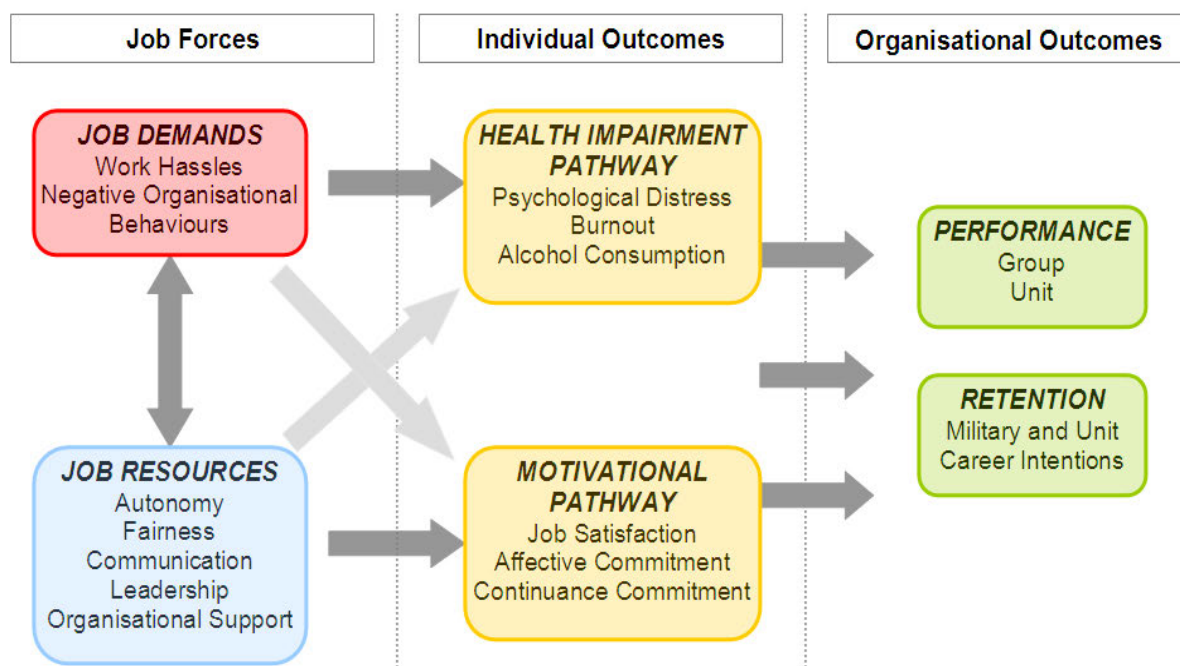 Job Forces
Individual Outcomes
Organisational Outcomes
JOB DEMANDS
Work Hassles
Negative Organisational
Behaviours
JOB RESOURCES
Autonomy
Fairness
Communication
Leadership
Organisational Support
HEALTH IMPAIRMENT
PATHWAY
Psychological Distress
Burnout
Alcohol Consumption
MOTIVATIONAL
PATHWAY
Job Satisfaction
Affective Commitment
Continuance Commitment
PERFORMANCE
Group
Unit
RETENTION
Military and Unit
Career Intentions